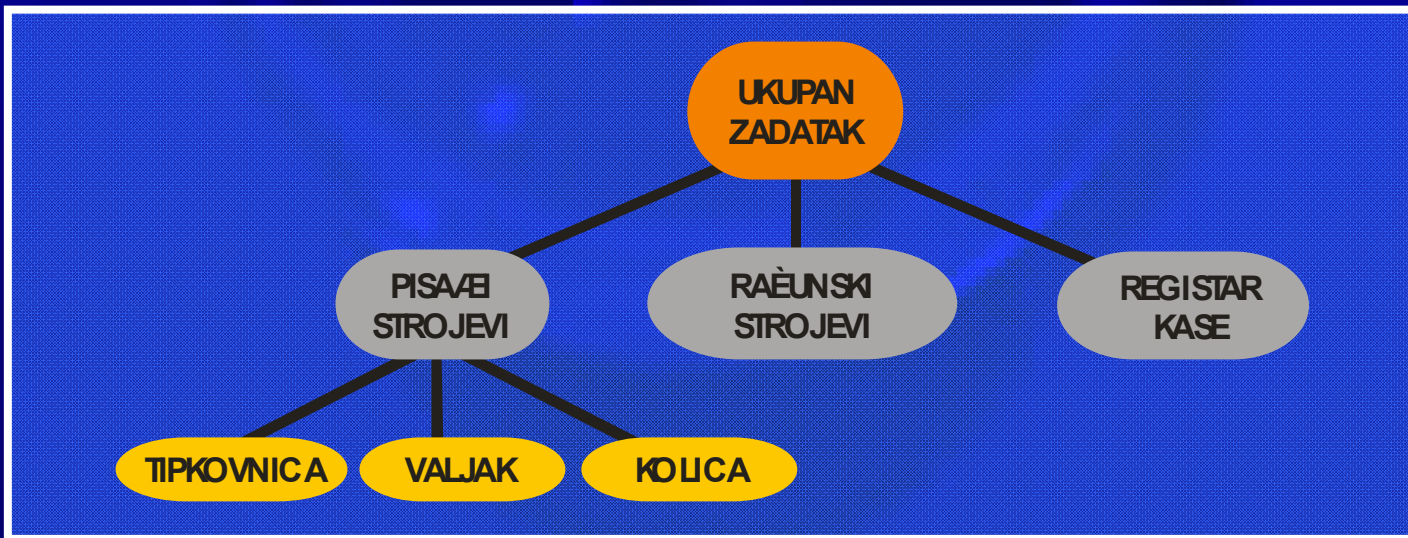 UKUPAN
ZADATAK
PISAÆI
STROJEVI
RAÈUNSKI
STROJEVI
REGISTAR
KASE
TIPKOVNICA
VALJAK
KOLICA